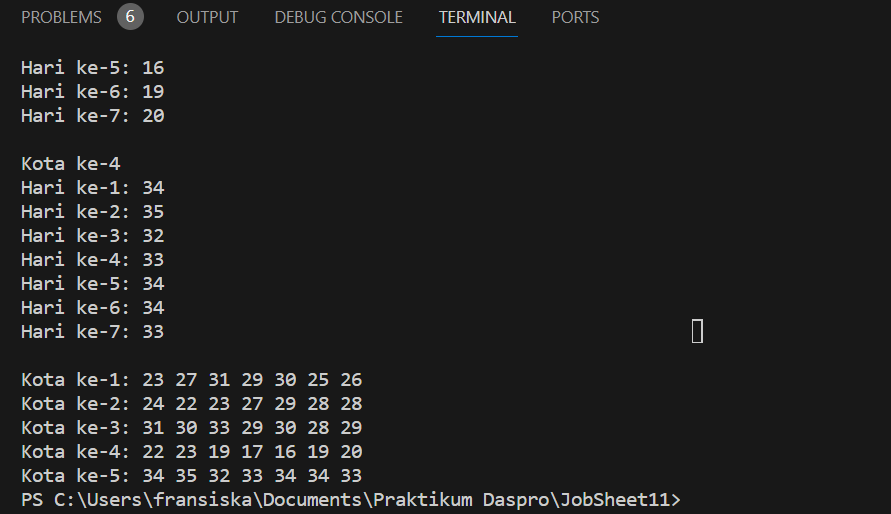 PROBLEMS 6 OUTPUT DEBUG CONSOLE TERMINAL PORTS
Hari ke-5: 16
Hari ke-6: 19
Hari ke-7: 20
Kota ke-4
Hari ke-1: 34
Hari ke-2: 35
Hari ke-3: 32
Hari ke-4: 33
Hari ke-5: 34
Hari ke-6: 34
Hari ke-7: 33
Kota ke-1: 23 27 31 29 30 25 26
Kota ke-2: 24 22 23 27 29 28 28
Kota ke-3: 31 30 33 29 30 28 29
Kota ke-4: 22 23 19 17 16 19 20
Kota ke-5: 34 35 32 33 34 34 33
PS C:\Users\fransiska\Documents\Praktikum Daspro\JobSheet11>